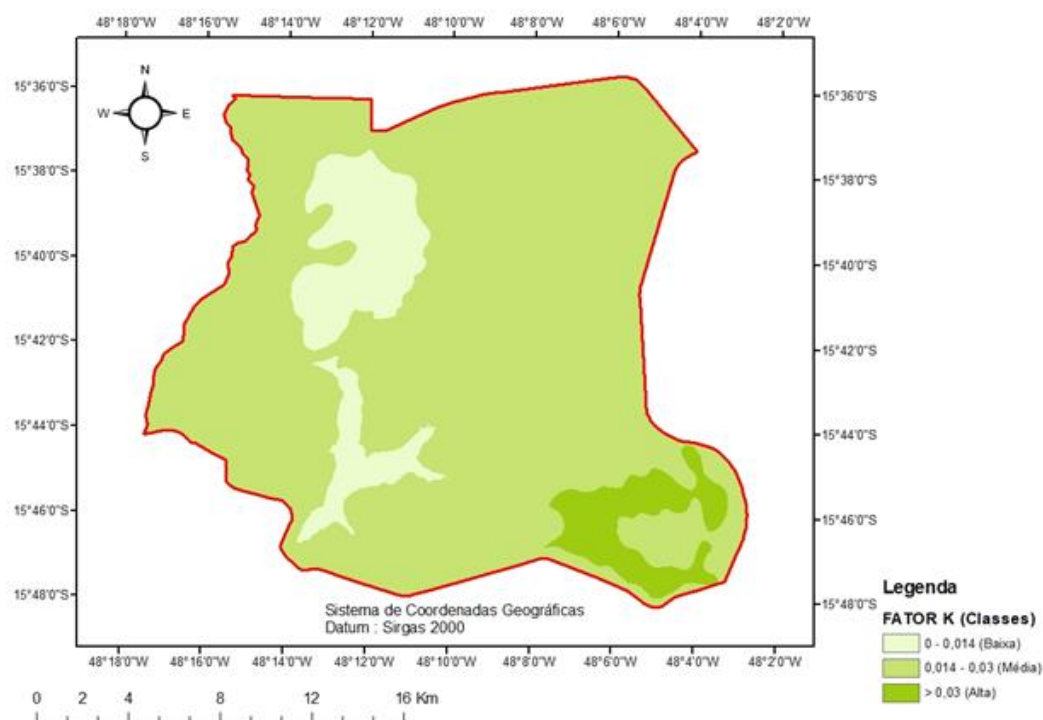 48°18'0"W 48°16'0"W 48°14'0"W 48°12'0"W 48°10'0"W 48°8'0"W 48°6'0"W 48°4'0"W 48°2'0"W
N
W E
S
15°36'0"S 15°36'0"S
15°38'0"S 15°38'0"S
15°40'0"S 15°40'0"S
15°42'0"S 15°42'0"S
15°44'0"S 15°44'0"S
15°46'0"S 15°46'0"S
15°48'0"S 15°48'0"S
Sistema de Coordenadas Geográficas
Datum : Sirgas 2000
48°18'0"W 48°16'0"W 48°14'0"W 48°12'0"W 48°10'0"W 48°8'0"W 48°6'0"W 48°4'0"W 48°2'0"W
Legenda
FATOR K (Classes)
0 - 0,014 (Baixa)
0,014 - 0,03 (Média)
> 0,03 (Alta)
0 2 4 8 12 16 Km